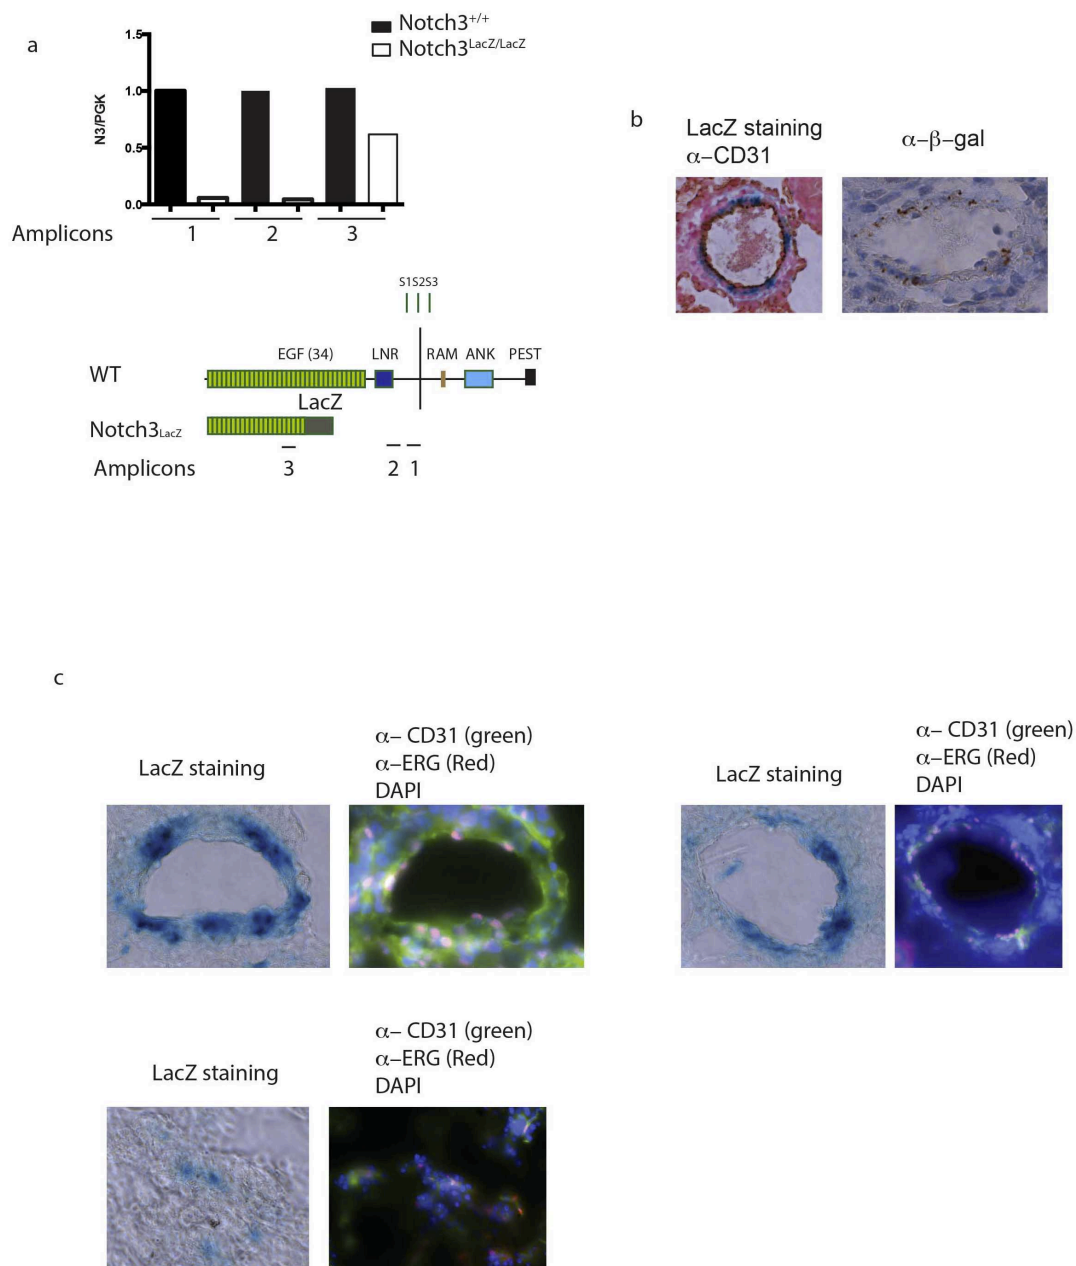 a
Notch3+/+
Notch3LacZ/LacZ
1.5
1.0
0.5
0.0
N3/PGK
Amplicons 1 2 3
S1S2S3
EGF (34) LNR RAM ANK PEST
WT
LacZ
Notch3LacZ
Amplicons 3 2 1
b
LacZ staining
α–CD31
α–β–gal
c
LacZ staining
α– CD31 (green)
α–ERG (Red)
DAPI
LacZ staining
α– CD31 (green)
α–ERG (Red)
DAPI
LacZ staining
α– CD31 (green)
α–ERG (Red)
DAPI